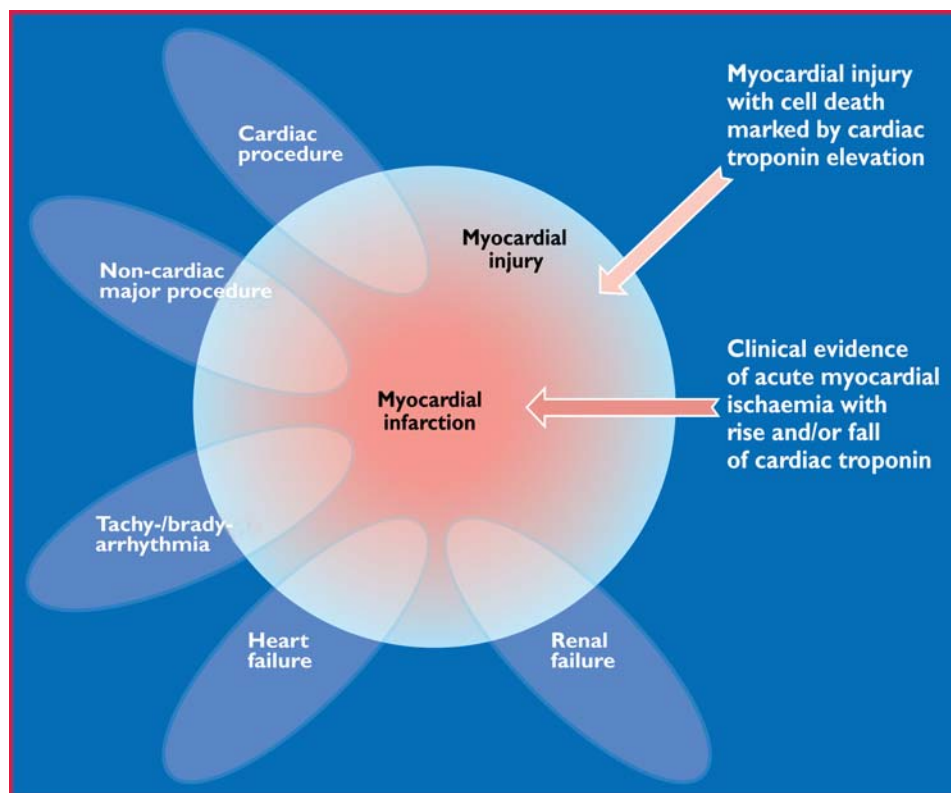 Cardiac
procedure
Myocardial injury
with cell death
marked by cardiac
troponin elevation
Myocardial
injury
Non-cardiac
major procedure
Clinical evidence
of acute myocardial
ischaemia with
rise and/or fall
of cardiac troponin
Myocardial
infarction
Tachy-/brady-
arrhythmia
Heart
failure
Renal
failure